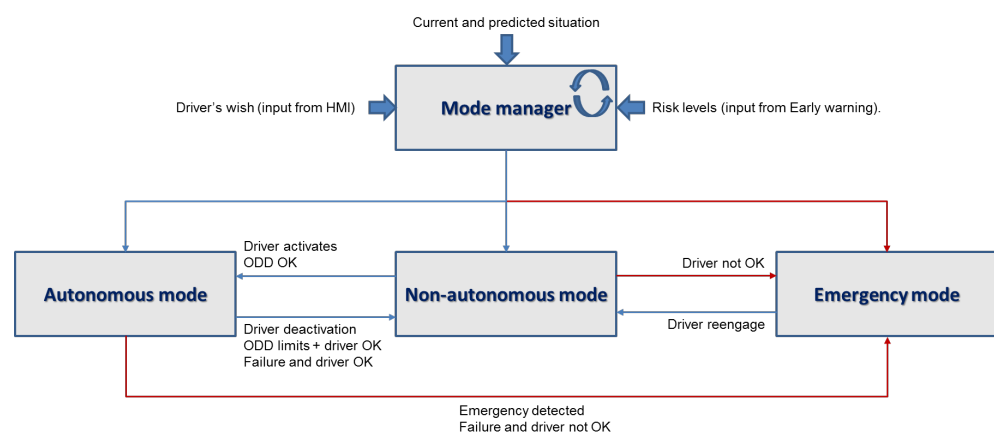 Current and predicted situation
Driver's wish (input from HMI)
Mode manager
Risk levels (input from Early warning).
Driver activates
ODD OK
Driver not OK
Autonomous mode
Non-autonomous mode
Emergency mode
Driver deactivation
ODD limits + driver OK
Failure and driver OK
Driver reengage
Emergency detected
Failure and driver not OK